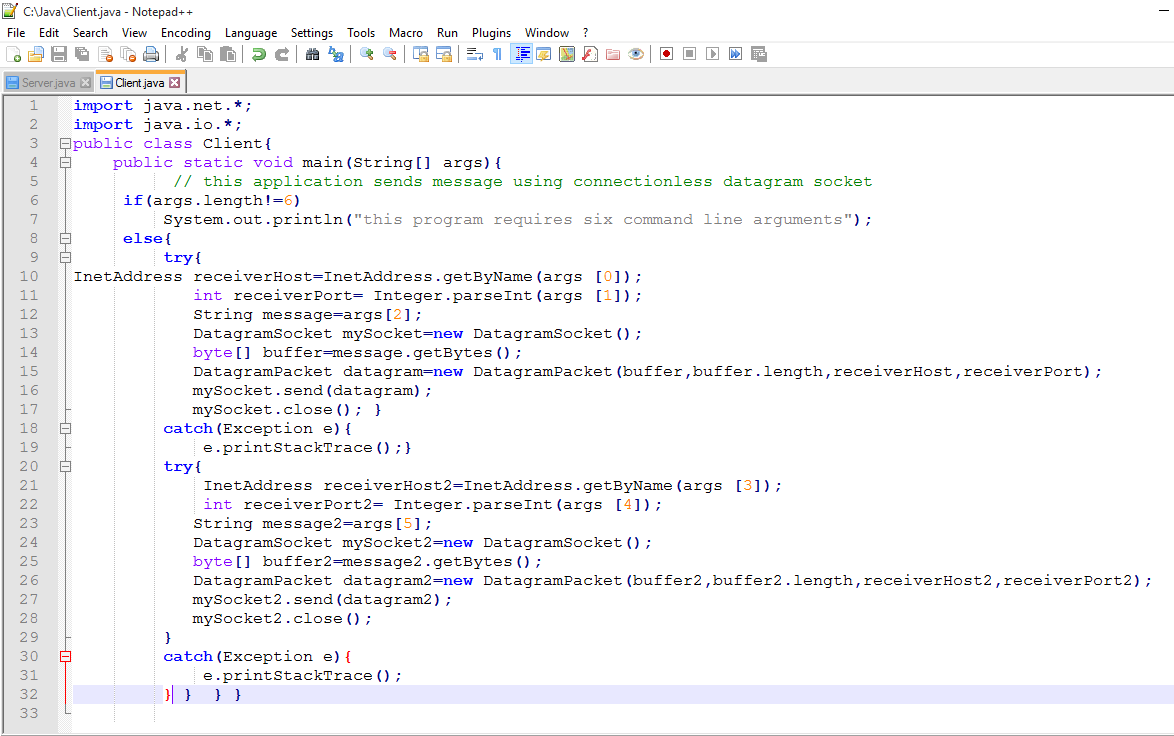 C:\Java\Client.java - Notepad++
File Edit Search View Encoding Language Settings Tools Macro Run Plugins Window ?
Server.java Client.java
1 import java.net.*;
2 import java.io.*;
3 public class Client{
4 public static void main(String[] args){
5 // this application sends message using connectionless datagram socket
6 if(args.length!=6)
7 System.out.println("this program requires six command line arguments");
8 else{
9 try{
10 InetAddress receiverHost=InetAddress.getByName(args [0]);
11 int receiverPort= Integer.parseInt(args [1]);
12 String message=args[2];
13 DatagramSocket mySocket=new DatagramSocket();
14 byte[] buffer=message.getBytes();
15 DatagramPacket datagram=new DatagramPacket(buffer,buffer.length,receiverHost,receiverPort);
16 mySocket.send(datagram);
17 mySocket.close(); }
18 catch(Exception e){
19 e.printStackTrace();}
20 try{
21 InetAddress receiverHost2=InetAddress.getByName(args [3]);
22 int receiverPort2= Integer.parseInt(args [4]);
23 String message2=args[5];
24 DatagramSocket mySocket2=new DatagramSocket();
25 byte[] buffer2=message2.getBytes();
26 DatagramPacket datagram2=new DatagramPacket(buffer2,buffer2.length,receiverHost2,receiverPort2);
27 mySocket2.send(datagram2);
28 mySocket2.close();
29 }
30 catch(Exception e){
31 e.printStackTrace();
32 } } } }
33